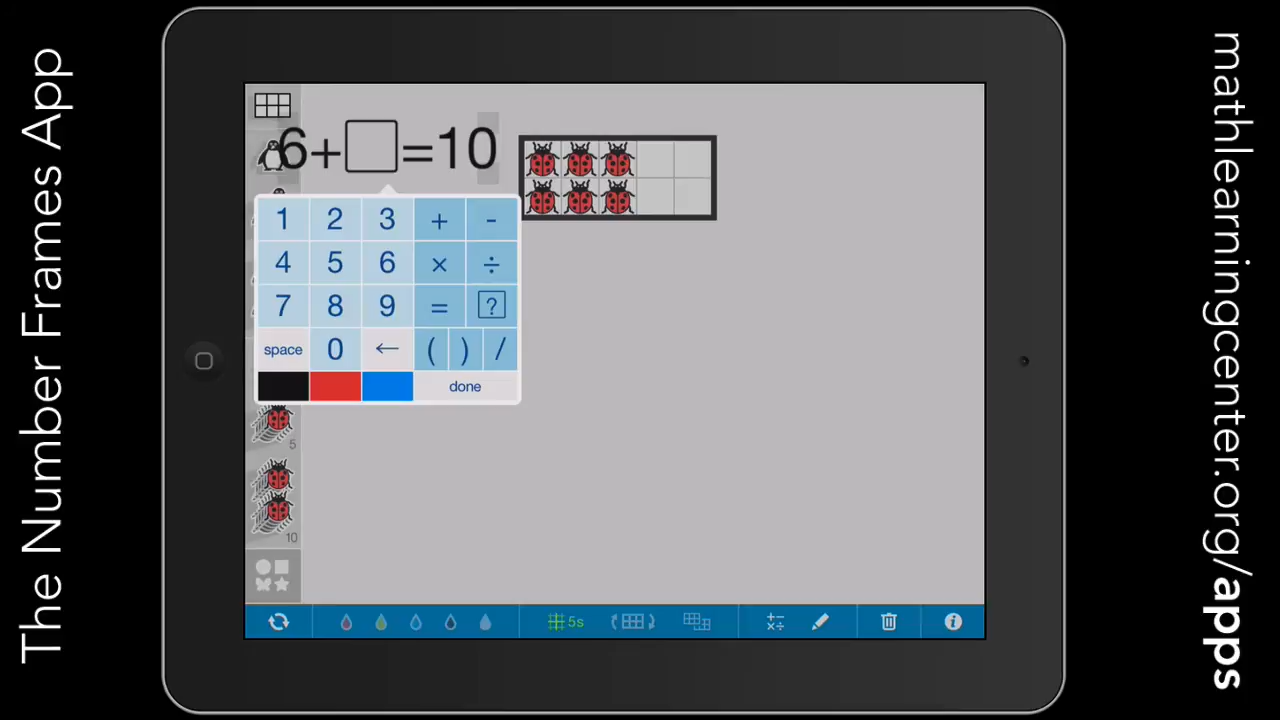 The Number Frames App
6+□=10
1 2 3 + -
4 5 6 × ÷
7 8 9 = ?
space 0 ← ( ) /
done
5
10
5s
i
mathlearningcenter.org/apps